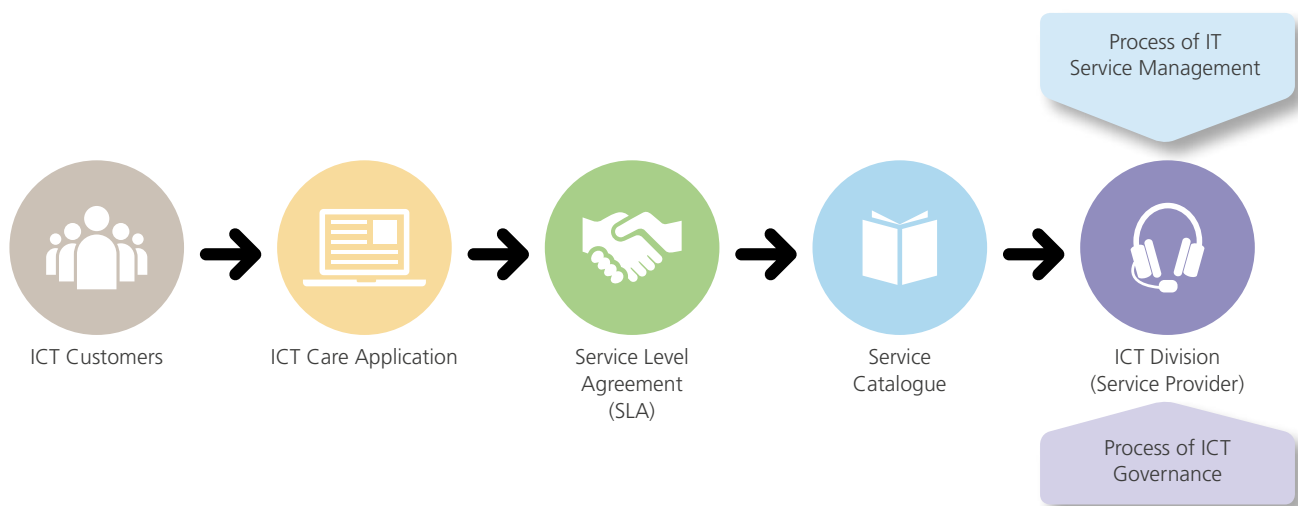 Process of IT
Service Management
ICT Customers
ICT Care Application
Service Level
Agreement
(SLA)
Service
Catalogue
ICT Division
(Service Provider)
Process of ICT
Governance